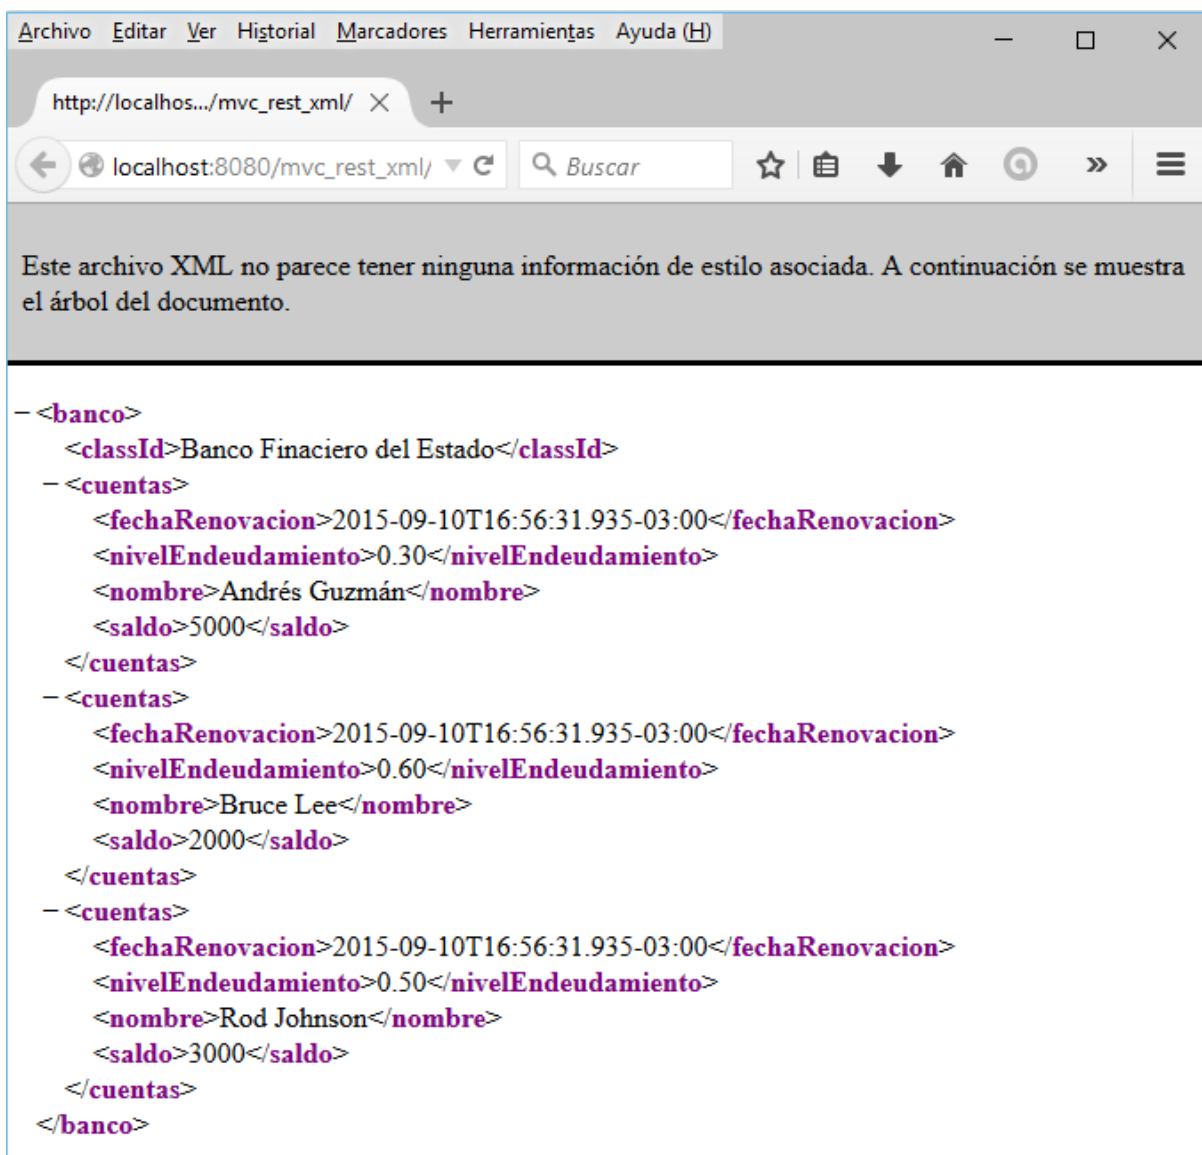 Archivo Editar Ver Historial Marcadores Herramientas Ayuda (H)
http://localhos.../mvc_rest_xml/
localhost:8080/mvc_rest_xml/ Buscar
Este archivo XML no parece tener ninguna información de estilo asociada. A continuación se muestra
el árbol del documento.
−<banco>
<classId>Banco Finaciero del Estado</classId>
−<cuentas>
<fechaRenovacion>2015-09-10T16:56:31.935-03:00</fechaRenovacion>
<nivelEndeudamiento>0.30</nivelEndeudamiento>
<nombre>Andrés Guzmán</nombre>
<saldo>5000</saldo>
</cuentas>
−<cuentas>
<fechaRenovacion>2015-09-10T16:56:31.935-03:00</fechaRenovacion>
<nivelEndeudamiento>0.60</nivelEndeudamiento>
<nombre>Bruce Lee</nombre>
<saldo>2000</saldo>
</cuentas>
−<cuentas>
<fechaRenovacion>2015-09-10T16:56:31.935-03:00</fechaRenovacion>
<nivelEndeudamiento>0.50</nivelEndeudamiento>
<nombre>Rod Johnson</nombre>
<saldo>3000</saldo>
</cuentas>
</banco>